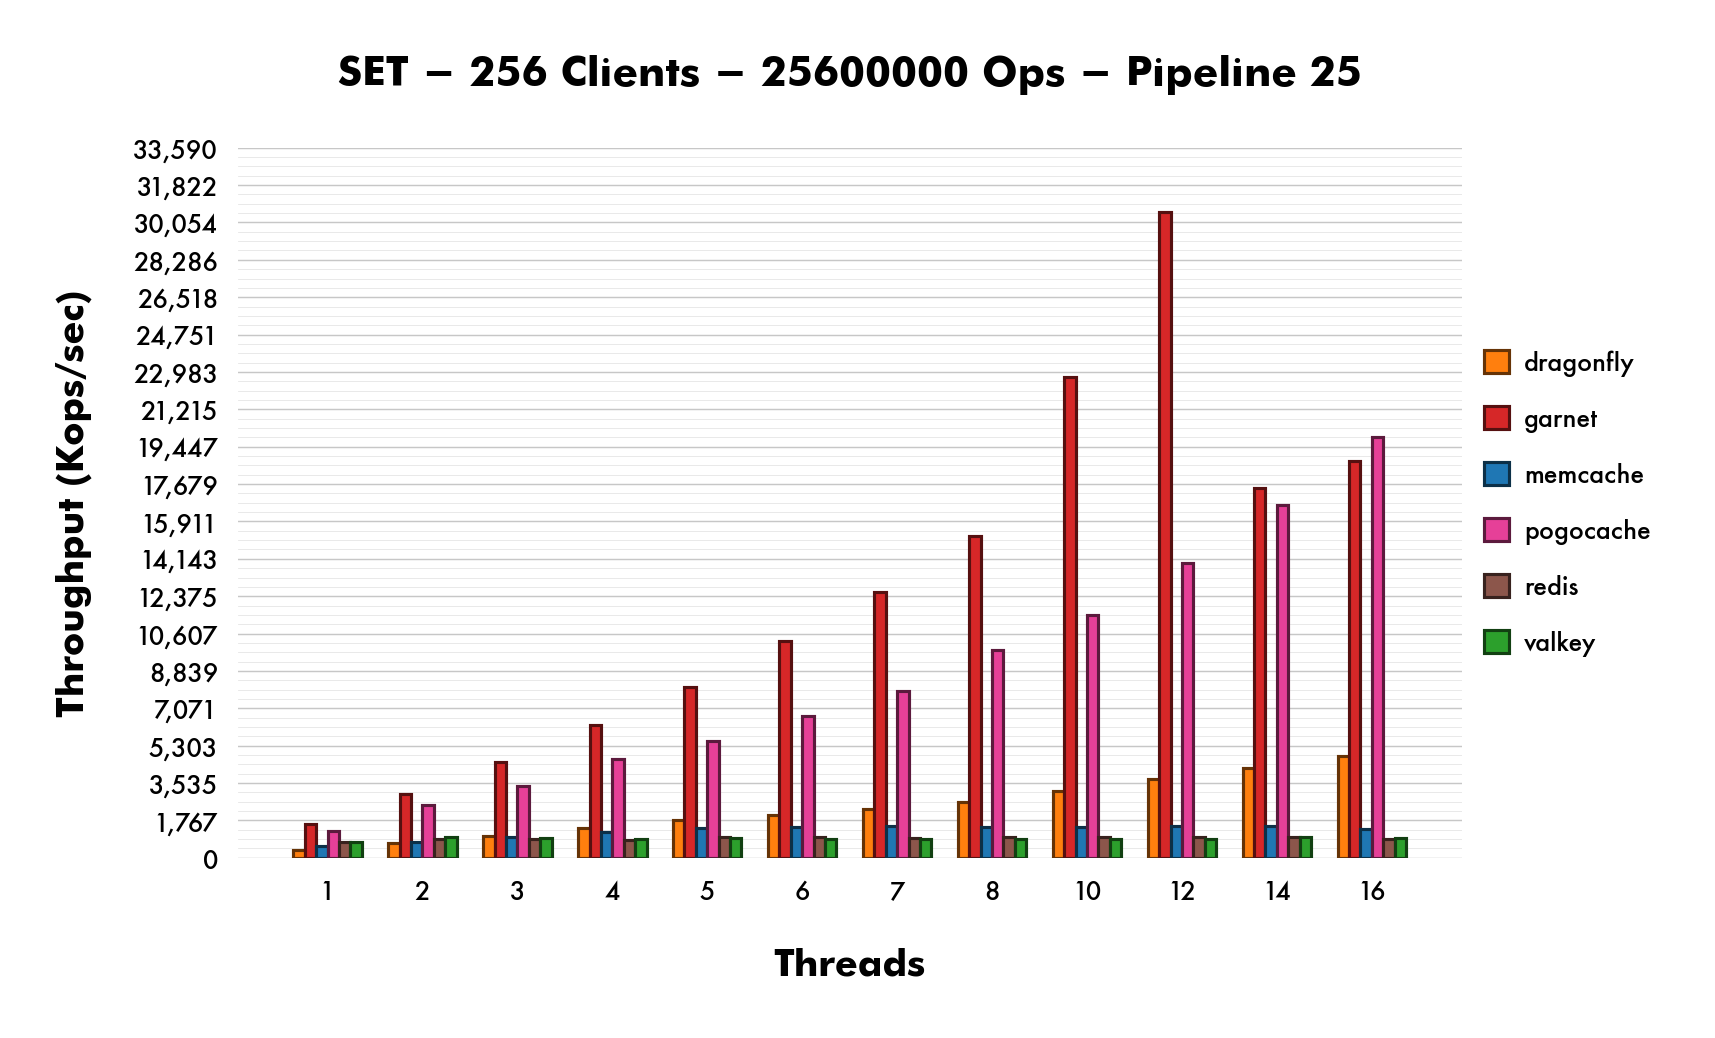 SET – 256 Clients – 25600000 Ops – Pipeline 25
Throughput (Kops/sec)
33,590
31,822
30,054
28,286
26,518
24,751
22,983
21,215
19,447
17,679
15,911
14,143
12,375
10,607
8,839
7,071
5,303
3,535
1,767
0
1 2 3 4 5 6 7 8 10 12 14 16
Threads
dragonfly
garnet
memcache
pogocache
redis
valkey